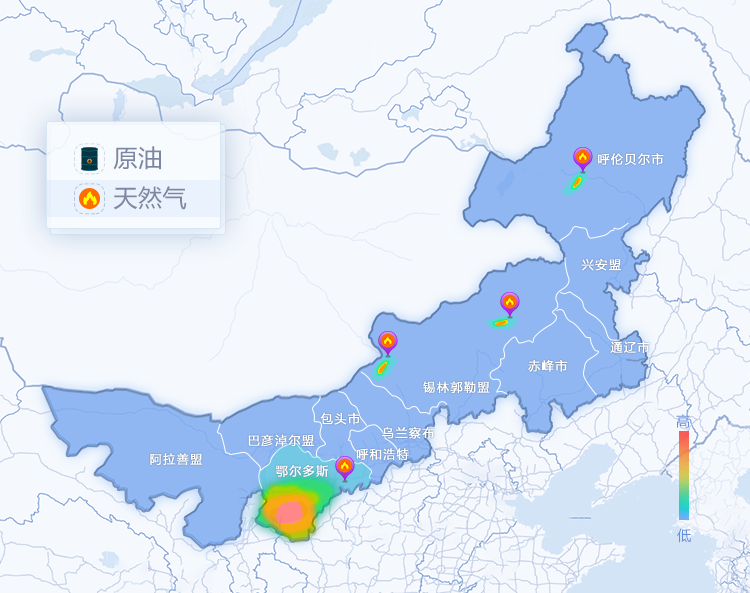 原油
天然气
呼伦贝尔市
兴安盟
通辽市
赤峰市
锡林郭勒盟
包头市
乌兰察布
巴彦淖尔盟
呼和浩特
阿拉善盟
鄂尔多斯
高
低